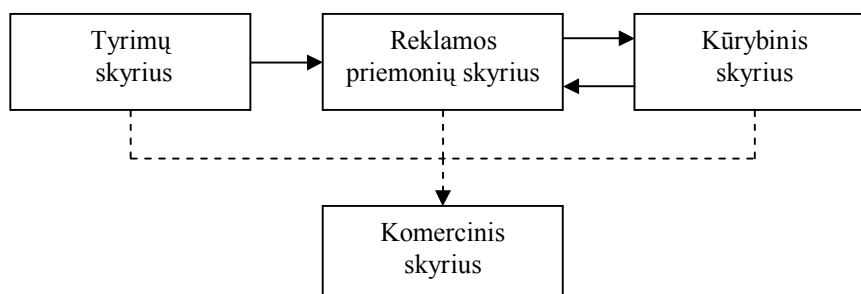 Tyrimų
skyrius
Reklamos
priemonių skyrius
Kūrybinis
skyrius
Komercinis
skyrius